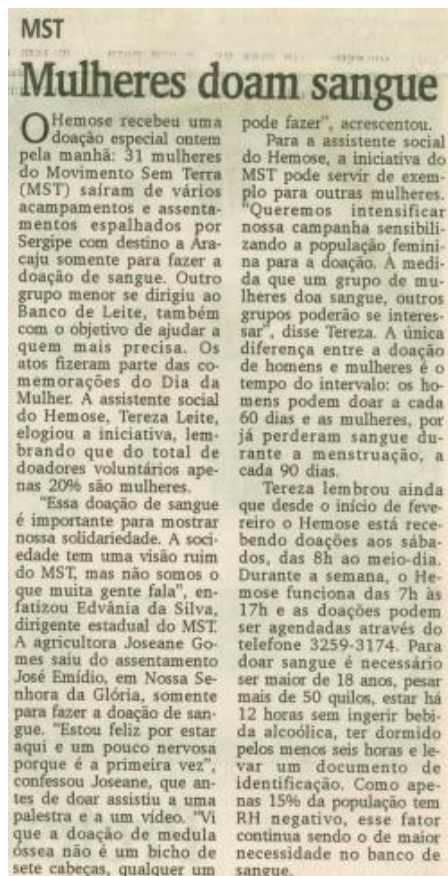 MST
Mulheres doam sangue
O Hemose recebeu uma
doação especial ontem
pela manhã: 31 mulheres
do Movimento Sem Terra
(MST) saíram de vários
acampamentos e assenta-
mentos espalhados por
Sergipe com destino a Ara-
caju somente para fazer a
doação de sangue. Outro
grupo menor se dirigiu ao
Banco de Leite, também
com o objetivo de ajudar a
quem mais precisa. Os
atos fizeram parte das co-
memorações do Dia da
Mulher. A assistente social
do Hemose, Tereza Leite,
elogiou a iniciativa, lem-
brando que do total de
doadores voluntários ape-
nas 20% são mulheres.
"Essa doação de sangue
é importante para mostrar
nossa solidariedade. A soci-
edade tem uma visão ruim
do MST, mas não somos o
que muita gente fala", en-
fatizou Edvânia da Silva,
dirigente estadual do MST.
A agricultora Joseane Go-
mes saiu do assentamento
José Emídio, em Nossa Se-
nhora da Glória, somente
para fazer a doação de san-
gue. "Estou feliz por estar
aqui e um pouco nervosa
porque é a primeira vez",
confessou Joseane, que an-
tes de doar assistiu a uma
palestra e a um vídeo. "Vi
que a doação de medula
óssea não é um bicho de
sete cabeças, qualquer um
pode fazer", acrescentou.
Para a assistente social
do Hemose, a iniciativa do
MST pode servir de exem-
plo para outras mulheres.
"Queremos intensificar
nossa campanha sensibili-
zando a população femini-
na para a doação. À medi-
da que um grupo de mu-
lheres doa sangue, outros
grupos poderão se interes-
sar", disse Tereza. A única
diferença entre a doação
de homens e mulheres é o
tempo do intervalo: os ho-
mens podem doar a cada
60 dias e as mulheres, por
já perderam sangue du-
rante a menstruação, a
cada 90 dias.
Tereza lembrou ainda
que desde o início de feve-
reiro o Hemose está rece-
bendo doações aos sába-
dos, das 8h ao meio-dia.
Durante a semana, o He-
mose funciona das 7h às
17h e as doações podem
ser agendadas através do
telefone 3259-3174. Para
doar sangue é necessário
ser maior de 18 anos, pesar
mais de 50 quilos, estar há
12 horas sem ingerir bebi-
da alcoólica, ter dormido
pelos menos seis horas e le-
var um documento de
identificação. Como ape-
nas 15% da população tem
RH negativo, esse fator
continua sendo o de maior
necessidade no banco de
sangue.